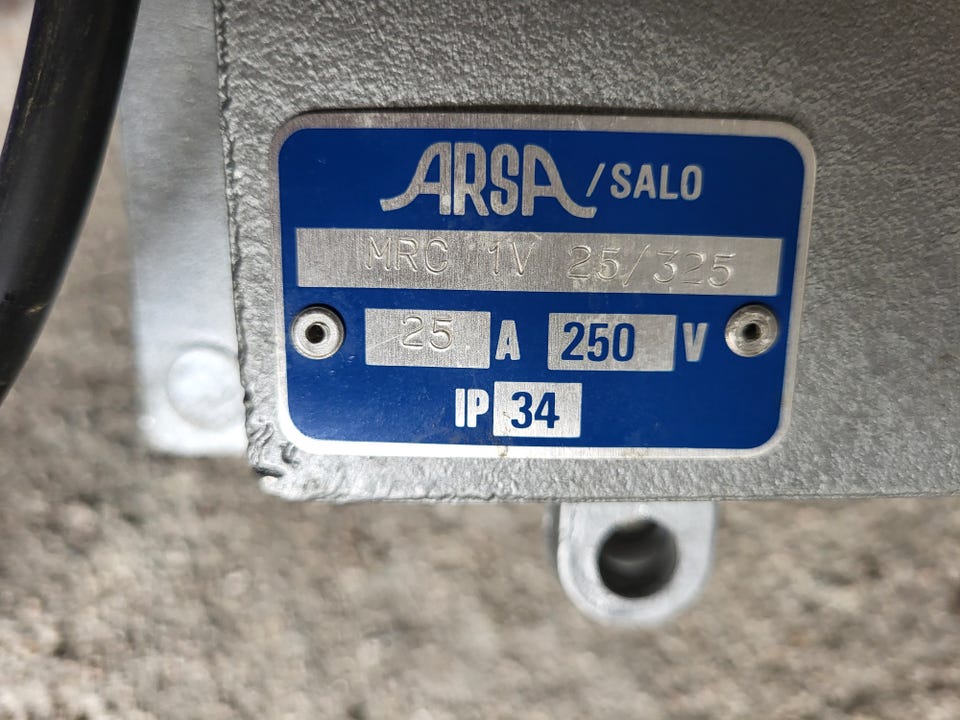 ARSA /SALO
MRC 1V 25/325
25 A 250 V
IP 34